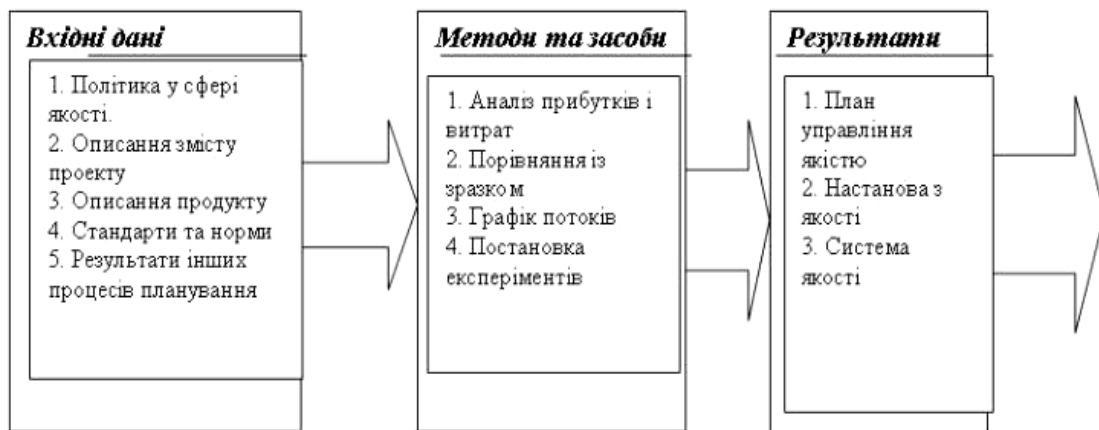 Вхідні дані
1. Політика у сфері
якості.
2. Описання змісту
проекту
3. Описання продукту
4. Стандарти та норми
5. Результати інших
процесів планування
Методи та засоби
1. Аналіз прибутків і
витрат
2. Порівняння із
зразком
3. Графік потоків
4. Постановка
експеріментів
Результати
1. План
управління
якістю
2. Настанова з
якості
3. Система
якості